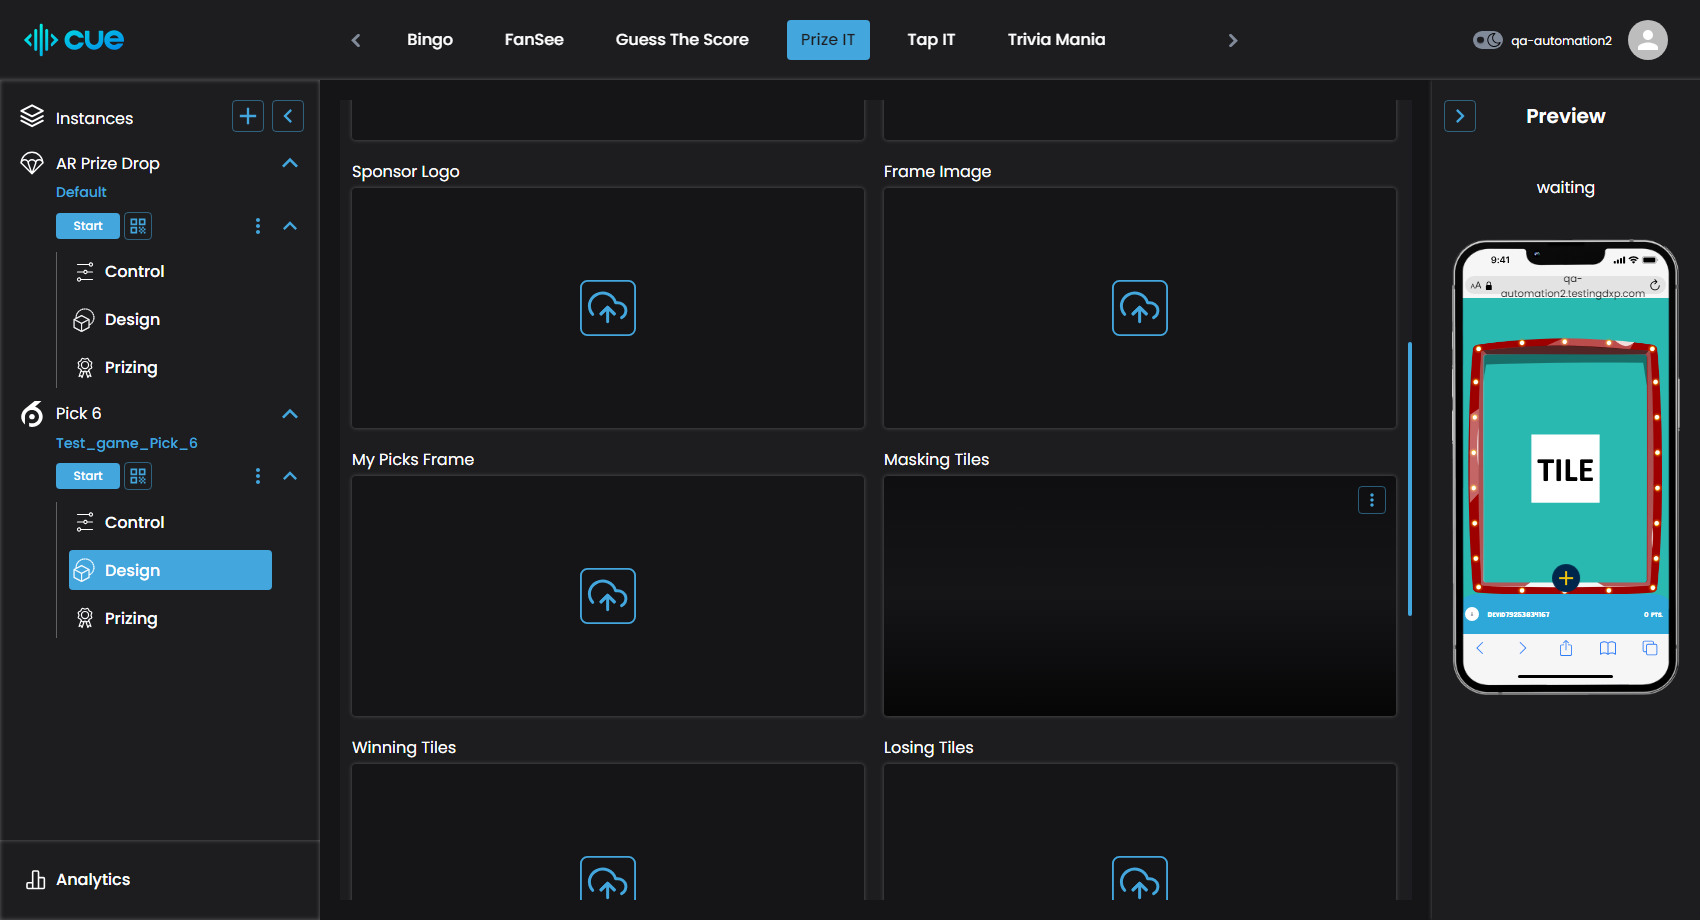 cue
Bingo
FanSee
Guess The Score
Prize IT
Tap IT
Trivia Mania
qa-automation2
Instances
AR Prize Drop
Default
Start
Control
Design
Prizing
Pick 6
Test_game_Pick_6
Start
Control
Design
Prizing
Analytics
Sponsor Logo
Frame Image
My Picks Frame
Masking Tiles
Winning Tiles
Losing Tiles
Preview
waiting
9:41
AA
qa-
automation2.testingdxp.com
TILE
0 PTS.